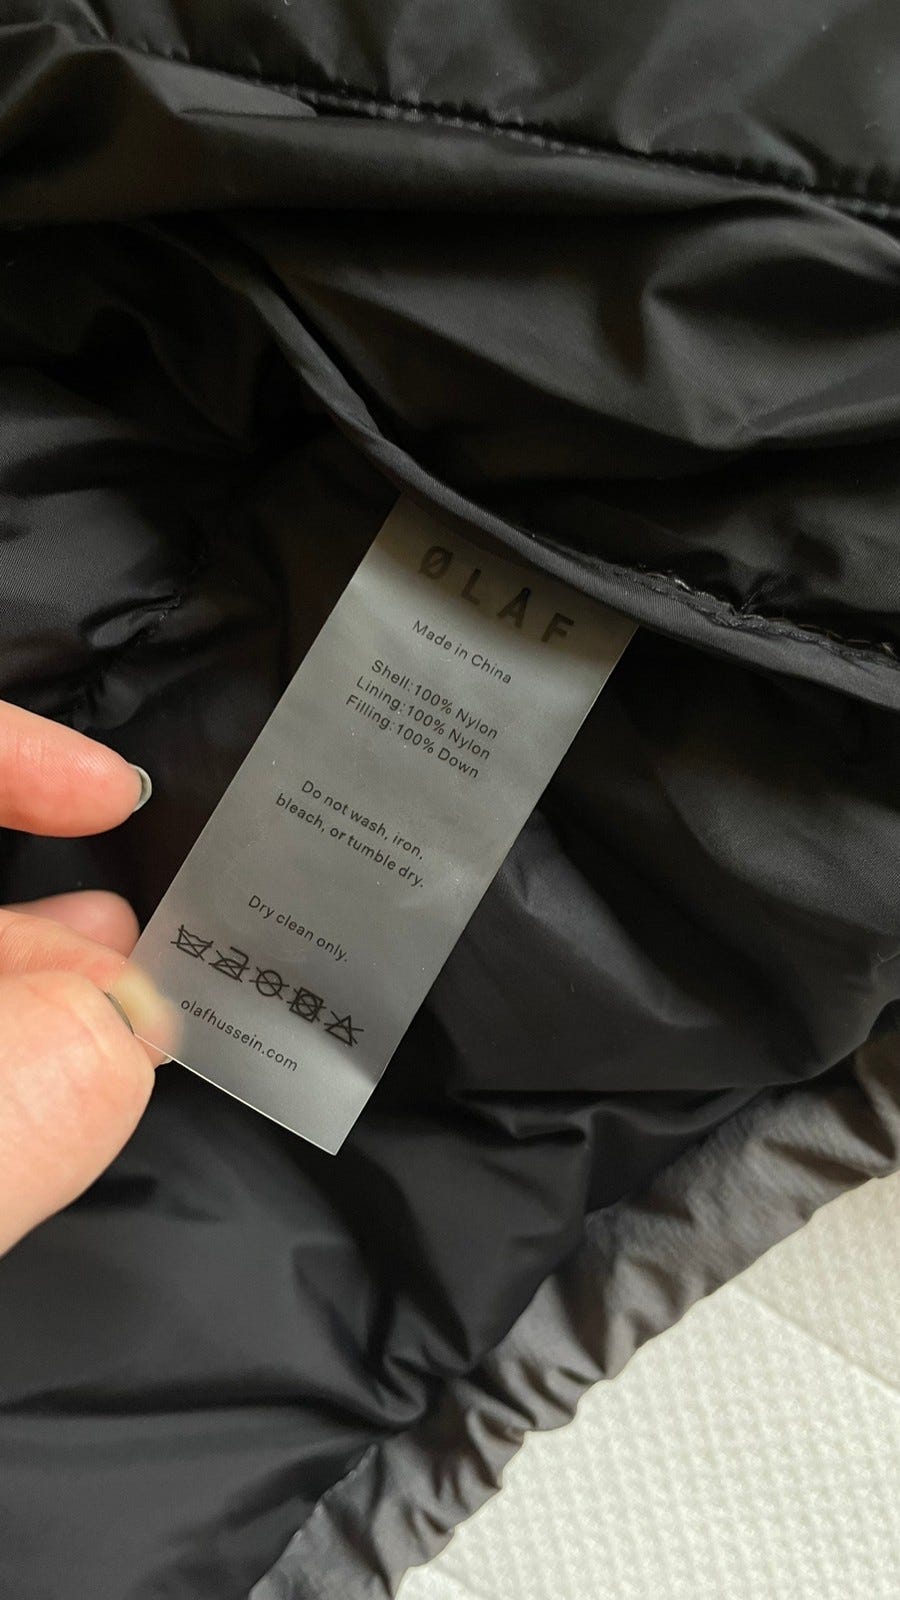 ØLÅF
Made in China
Shell:100% Nylon
Lining:100% Nylon
Filling:100% Down
Do not wash, iron,
bleach, or tumble dry.
Dry clean only.
olafhussein.com